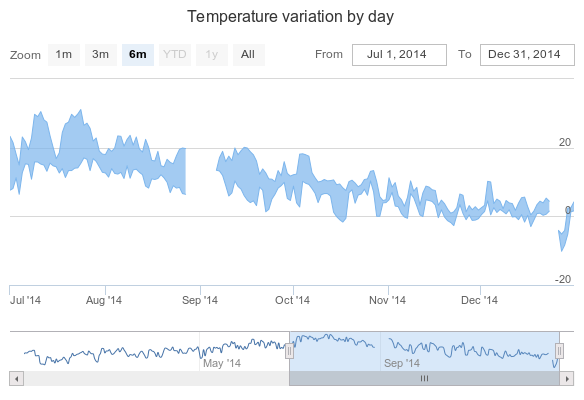 Temperature variation by day
Zoom 1m 3m 6m YTD 1y All From Jul 1, 2014 To Dec 31, 2014
20
0
-20
Jul '14 Aug '14 Sep '14 Oct '14 Nov '14 Dec '14
May '14 Sep '14